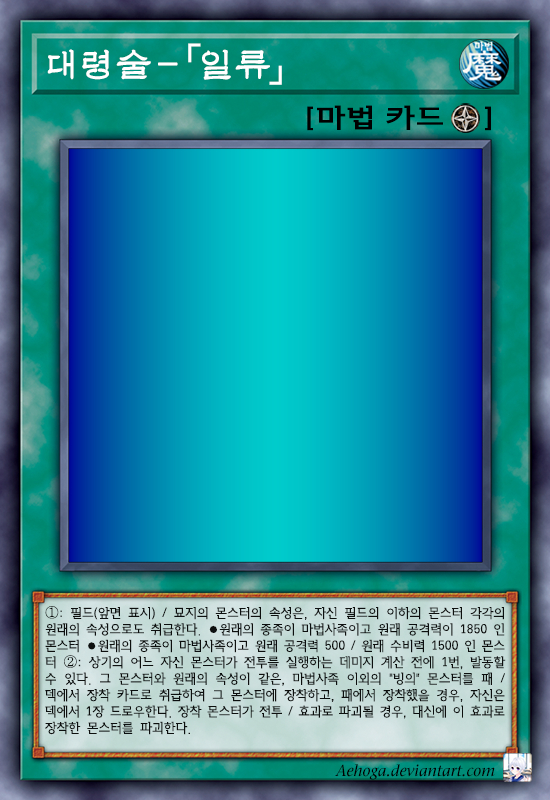 대령술-「일류」
마법
魔
[마법 카드]
①: 필드(앞면 표시) / 묘지의 몬스터의 속성은, 자신 필드의 이하의 몬스터 각각의
원래의 속성으로도 취급한다. ●원래의 종족이 마법사족이고 원래 공격력이 1850 인
몬스터 ●원래의 종족이 마법사족이고 원래 공격력 500 / 원래 수비력 1500 인 몬스
터 ②: 상기의 어느 자신 몬스터가 전투를 실행하는 데미지 계산 전에 1번, 발동할
수 있다. 그 몬스터와 원래의 속성이 같은, 마법사족 이외의 "빙의" 몬스터를 패 /
덱에서 장착 카드로 취급하여 그 몬스터에 장착하고, 패에서 장착했을 경우, 자신은
덱에서 1장 드로우한다. 장착 몬스터가 전투 / 효과로 파괴될 경우, 대신에 이 효과로
장착한 몬스터를 파괴한다.
Aehoga.deviantart.com